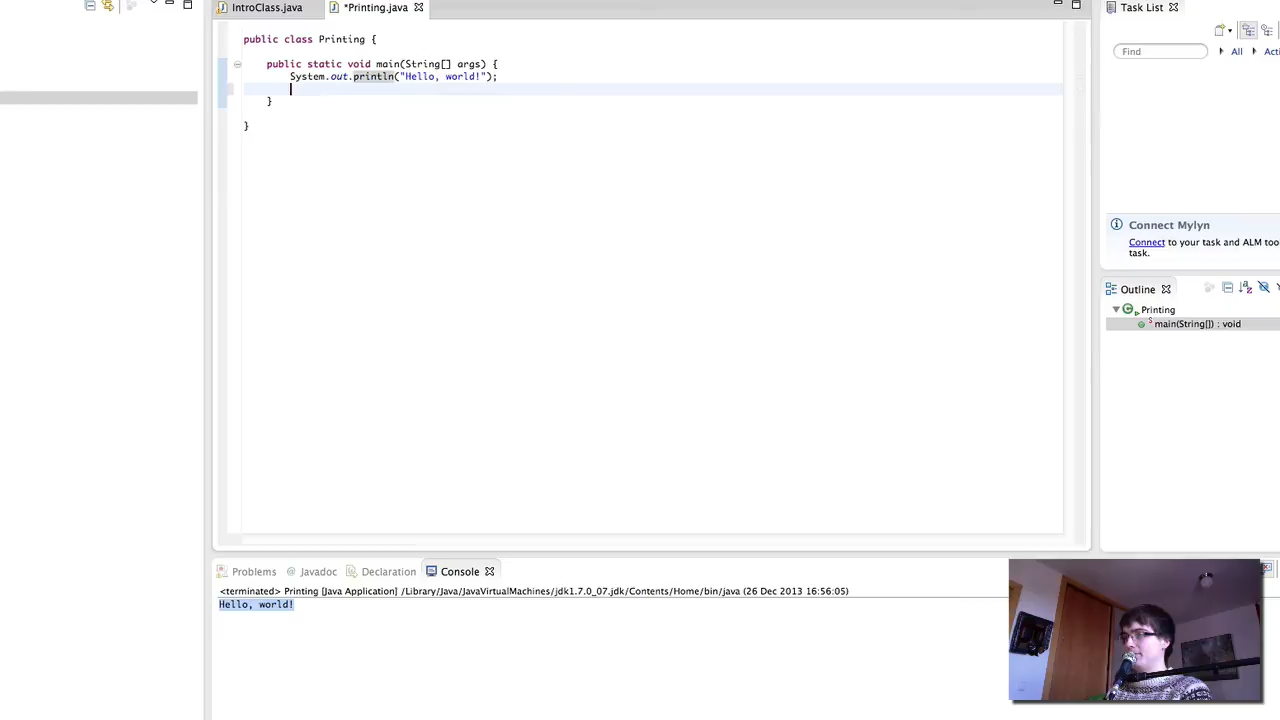 IntroClass.java
*Printing.java
Task List
public class Printing {
public static void main(String[] args) {
System.out.println("Hello, world!");
}
}
Find
All
Acti
Connect Mylyn
Connect to your task and ALM too
task.
Outline
Printing
main(String[]) : void
Problems
Javadoc
Declaration
Console
<terminated> Printing [Java Application] /Library/Java/JavaVirtualMachines/jdk1.7.0_07.jdk/Contents/Home/bin/java (26 Dec 2013 16:56:05)
Hello, world!